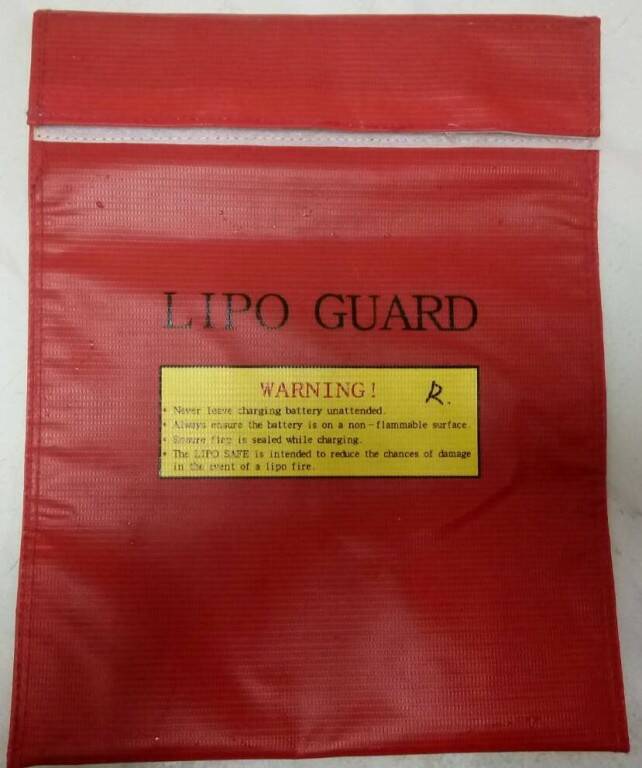 LIPO GUARD
WARNING! R.
• Never leave charging battery unattended.
• Always ensure the battery is on a non-flammable surface.
• Ensure flap is sealed while charging.
• The LIPO SAFE is intended to reduce the chances of damage
in the event of a lipo fire.